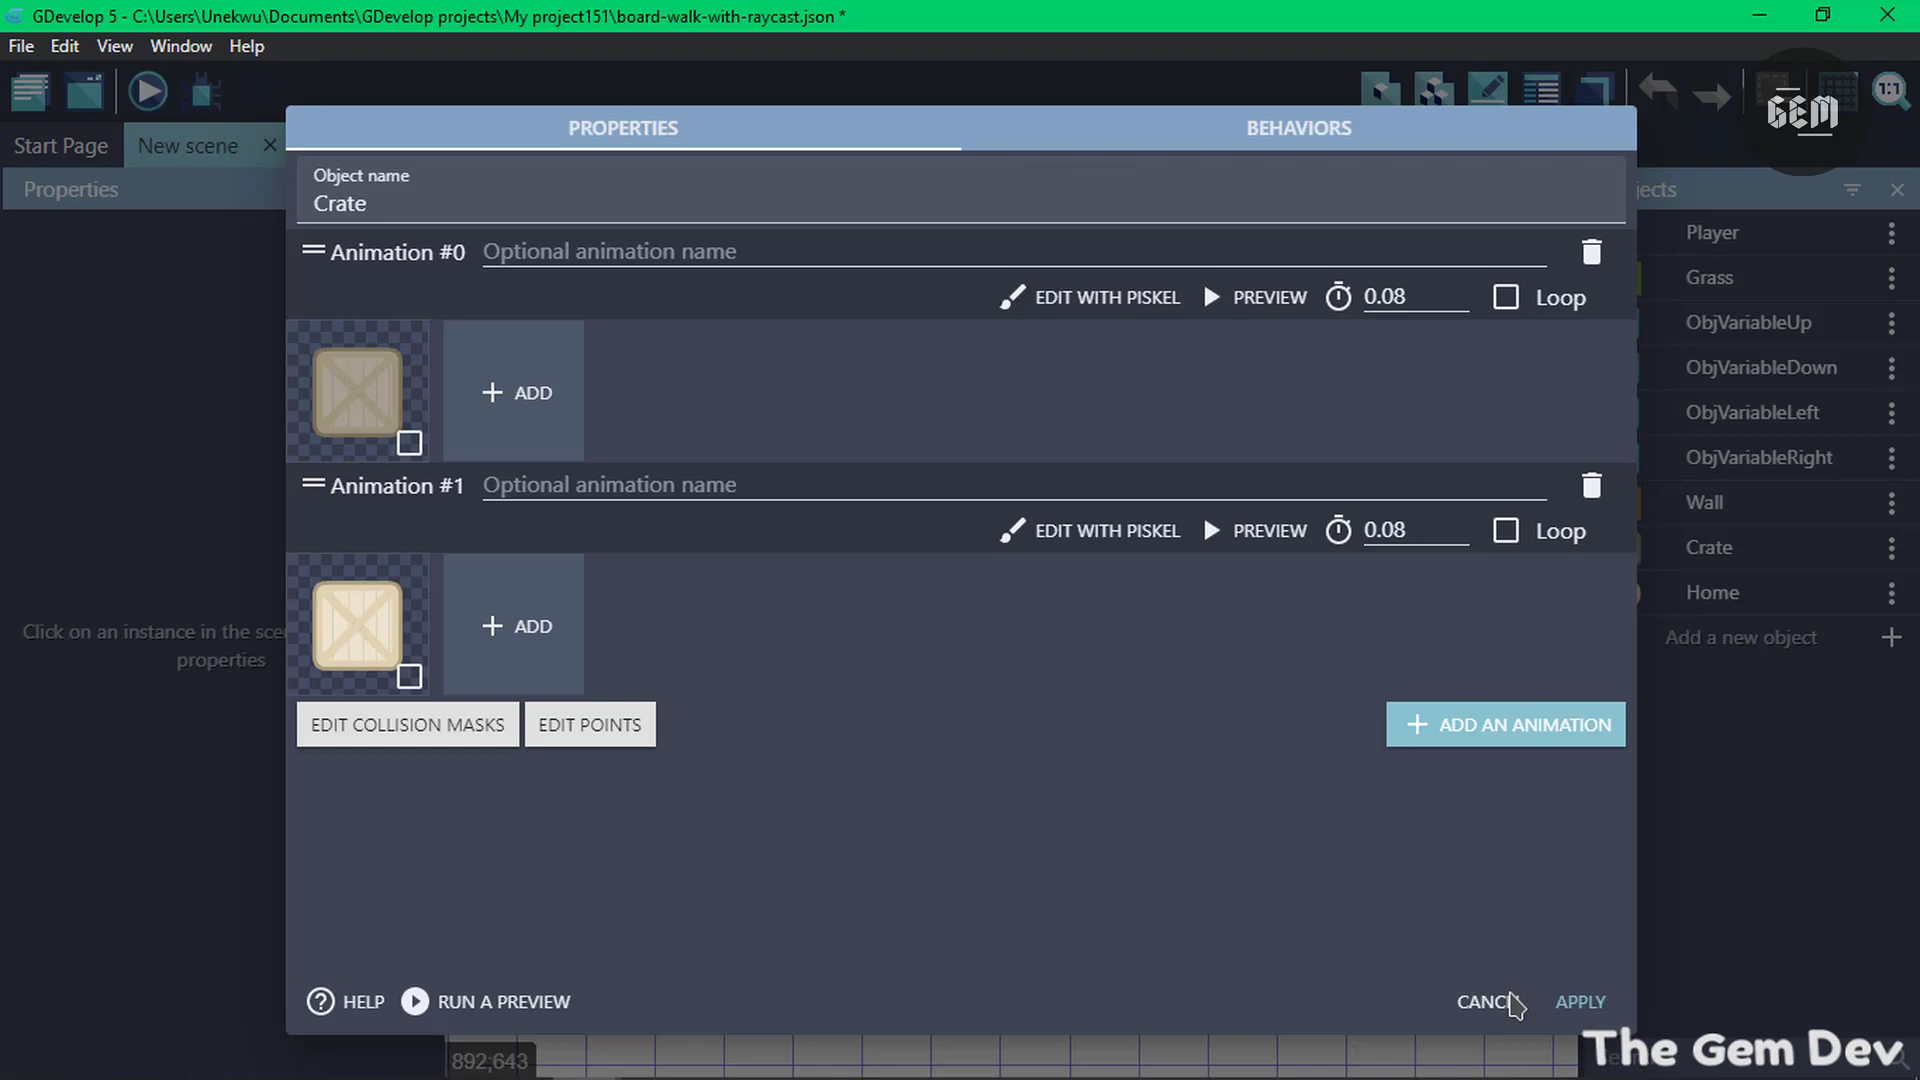 GDevelop 5 - C:\Users\Unekwu\Documents\GDevelop projects\My project151\board-walk-with-raycast.json *
File Edit View Window Help
1:1
GEM
Start Page New scene
PROPERTIES BEHAVIORS
Properties
Object name
Crate
Animation #0 Optional animation name
EDIT WITH PISKEL PREVIEW 0.08 Loop
+ ADD
Animation #1 Optional animation name
EDIT WITH PISKEL PREVIEW 0.08 Loop
+ ADD
EDIT COLLISION MASKS EDIT POINTS + ADD AN ANIMATION
HELP RUN A PREVIEW
APPLY
Click on an instance in the
properties
Player
Grass
ObjVariableUp
ObjVariableDown
ObjVariableLeft
ObjVariableRight
Wall
Crate
Home
Add a new object +
892;643
The Gem Dev